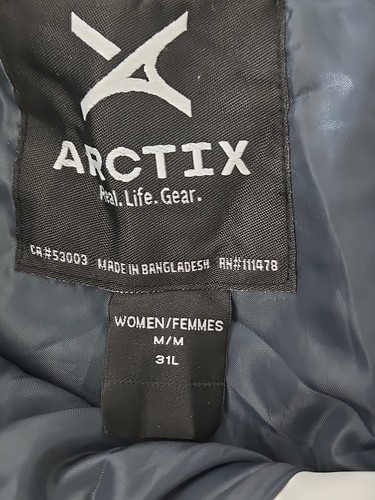 ARCTIX
Real. Life. Gear.
CA#53003 MADE IN BANGLADESH RN#111478
WOMEN/FEMMES
M/M
31L